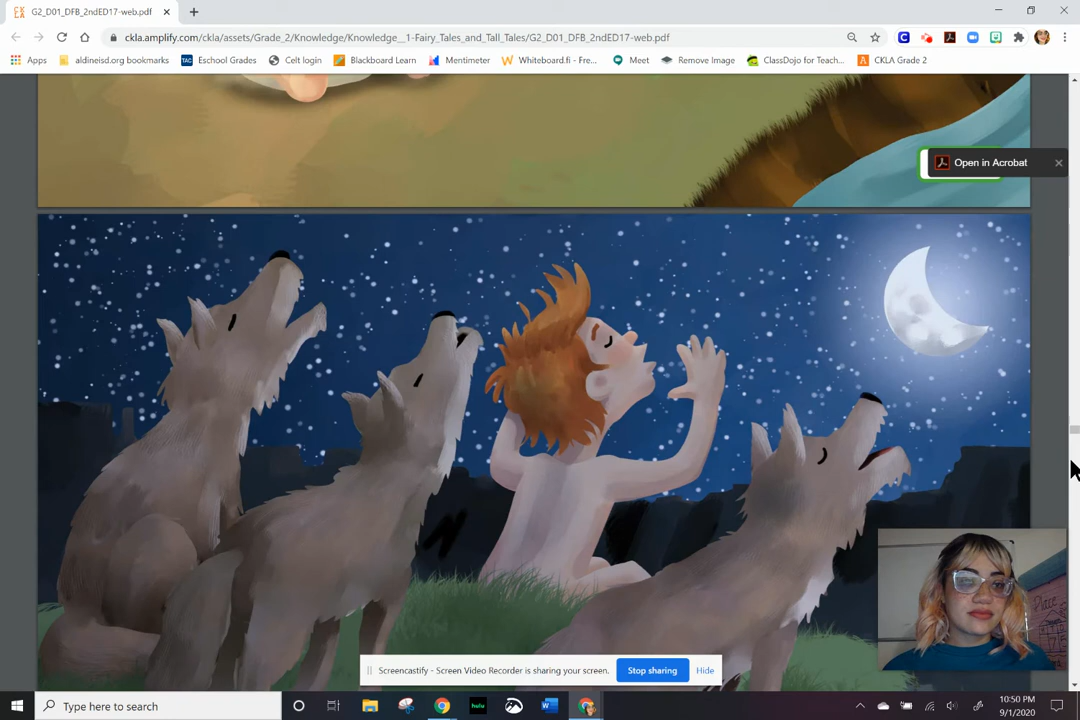 G2_D01_DFB_2ndED17-web.pdf
ckla.amplify.com/ckla/assets/Grade_2/Knowledge/Knowledge__1-Fairy_Tales_and_Tall_Tales/G2_D01_DFB_2ndED17-web.pdf
Apps aldineisd.org bookmarks TAC Eschool Grades Celt login Blackboard Learn Mentimeter Whiteboard.fi - Fre... Meet Remove Image ClassDojo for Teach... CKLA Grade 2
Open in Acrobat
Place
Screencastify - Screen Video Recorder is sharing your screen. Stop sharing Hide
Type here to search
hulu
10:50 PM
9/1/2020